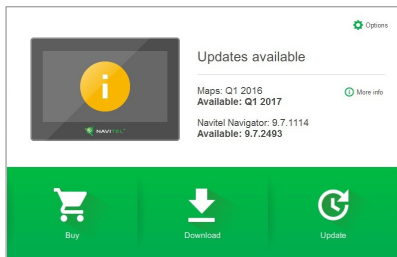 Options
Updates available
Maps: Q1 2016
Available: Q1 2017
More info
Navitel Navigator: 9.7.1114
Available: 9.7.2493
NAVITEL
Buy
Download
Update